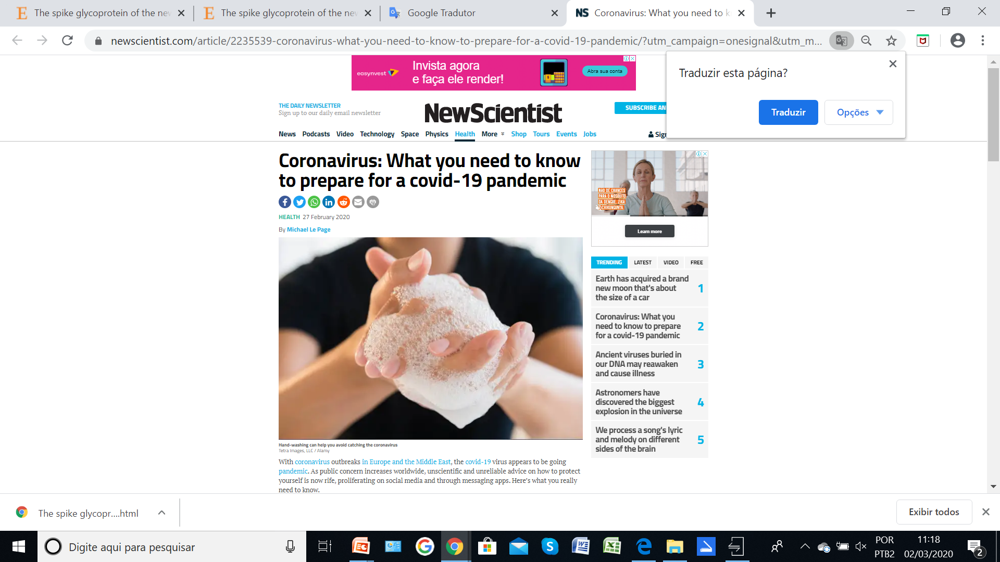 The spike glycoprotein of the nev
The spike glycoprotein of the nev
Google Tradutor
NS Coronavirus: What you need to k
newscientist.com/article/2235539-coronavirus-what-you-need-to-know-to-prepare-for-a-covid-19-pandemic/?utm_campaign=onesignal&utm_m...
Traduzir esta página?
Traduzir
Opções
easynvest
Invista agora
e faça ele render!
Abra sua conta
THE DAILY NEWSLETTER
Sign up to our daily email newsletter
NewScientist
SUBSCRIBE AN
News Podcasts Video Technology Space Physics Health More Shop Tours Events Jobs
Sign
Coronavirus: What you need to know
to prepare for a covid-19 pandemic
HEALTH 27 February 2020
By Michael Le Page
Hand-washing can help you avoid catching the coronavirus
Tetra Images, LLC / Alamy
With coronavirus outbreaks in Europe and the Middle East, the covid-19 virus appears to be going
pandemic. As public concern increases worldwide, unscientific and unreliable advice on how to protect
yourself is now rife, proliferating on social media and through messaging apps. Here's what you really
need to know.
NÃO DÊ CHANCES
PARA O MOSQUITO
DA DENGUE, ZIKA
E CHIKUNGUNYA.
Learn more
TRENDING LATEST VIDEO FREE
Earth has acquired a brand
new moon that's about
the size of a car
1
Coronavirus: What you
need to know to prepare
for a covid-19 pandemic
2
Ancient viruses buried in
our DNA may reawaken
and cause illness
3
Astronomers have
discovered the biggest
explosion in the universe
4
We process a song's lyric
and melody on different
sides of the brain
5
The spike glycopr....html
Exibir todos
Digite aqui para pesquisar
POR
PTB2
11:18
02/03/2020
2